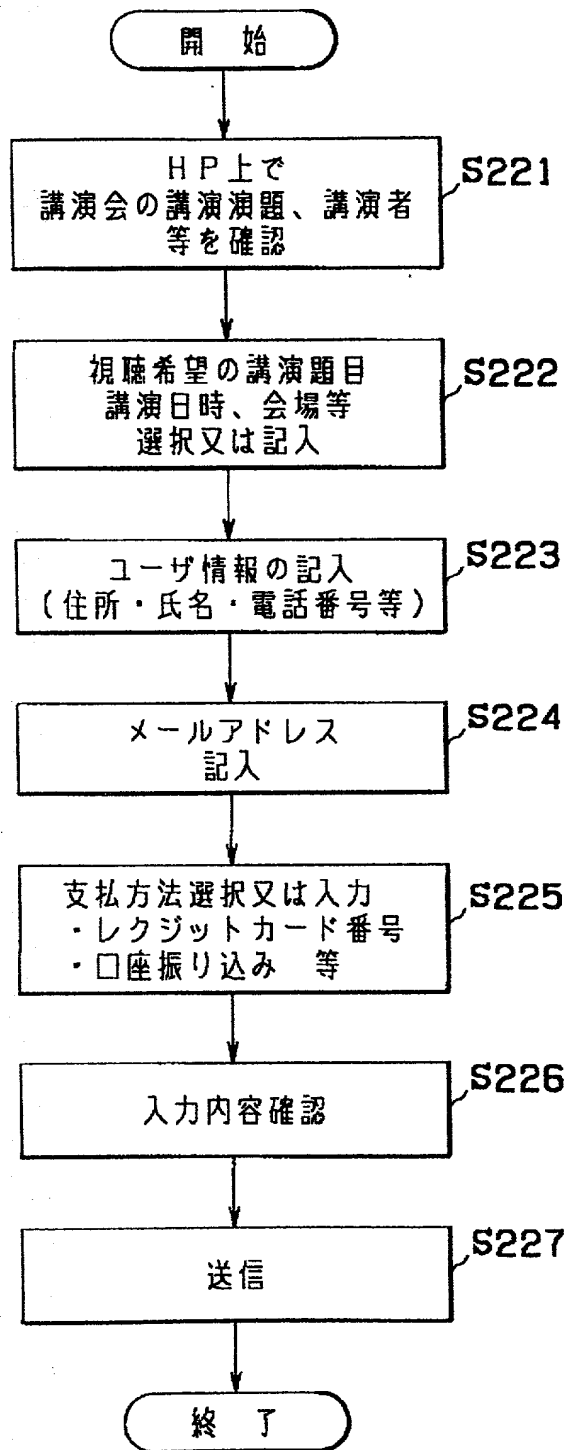 開 始
HP上で
講演会の講演演題、講演者
等を確認
S221
視聴希望の講演題目
講演日時、会場等
選択又は記入
S222
ユーザ情報の記入
(住所・氏名・電話番号等)
S223
メールアドレス
記入
S224
支払方法選択又は入力
・レクジットカード番号
・口座振り込み 等
S225
入力内容確認
S226
送信
S227
終 了